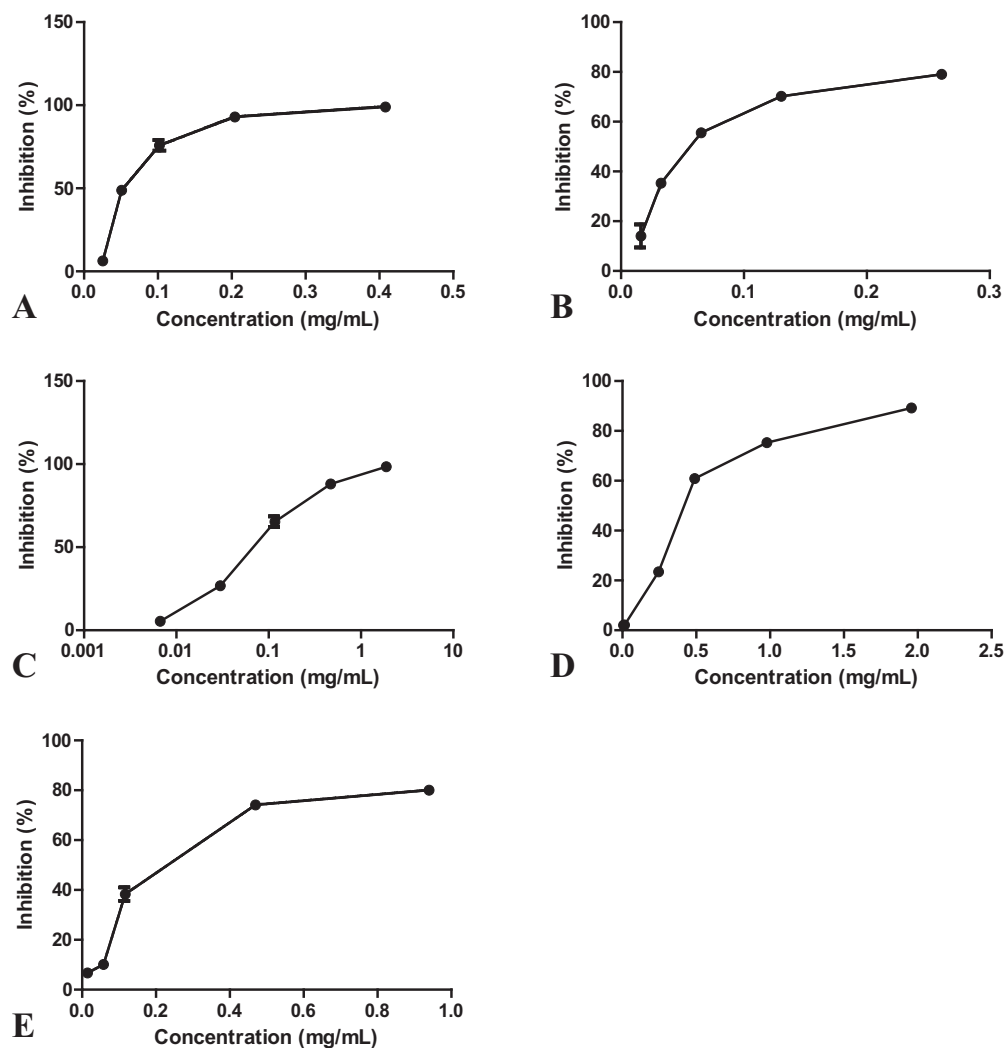 150
100
50
0
Inhibition (%)
0.0 0.1 0.2 0.3 0.4 0.5
Concentration (mg/mL)
A
100
80
60
40
20
0
Inhibition (%)
0.0 0.1 0.2 0.3
Concentration (mg/mL)
B
150
100
50
0
Inhibition (%)
0.001 0.01 0.1 1 10
Concentration (mg/mL)
C
100
80
60
40
20
0
Inhibition (%)
0.0 0.5 1.0 1.5 2.0 2.5
Concentration (mg/mL)
D
100
80
60
40
20
0
Inhibition (%)
0.0 0.2 0.4 0.6 0.8 1.0
Concentration (mg/mL)
E